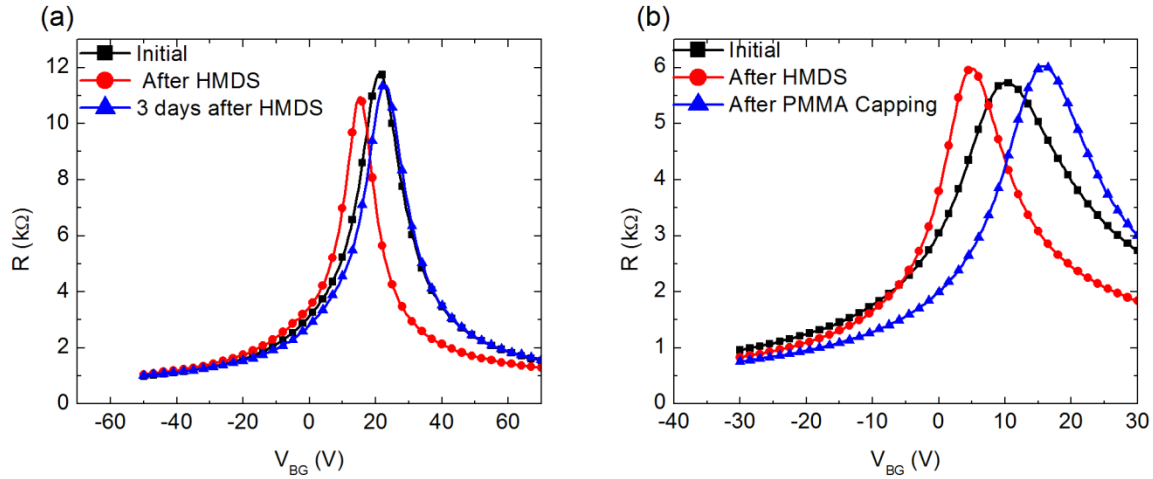 (a)
Initial
After HMDS
3 days after HMDS
R (kΩ)
12
10
8
6
4
2
0
-60 -40 -20 0 20 40 60
V_BG (V)
(b)
Initial
After HMDS
After PMMA Capping
R (kΩ)
6
5
4
3
2
1
0
-40 -30 -20 -10 0 10 20 30
V_BG (V)